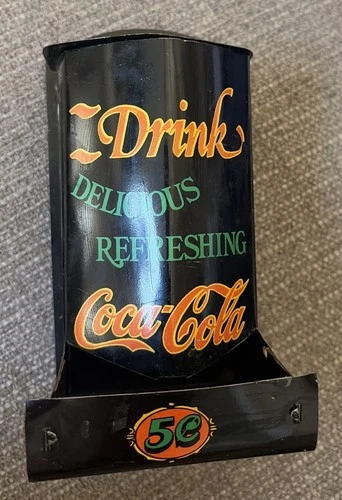 Drink
DELICIOUS
REFRESHING
Coca-Cola
5¢